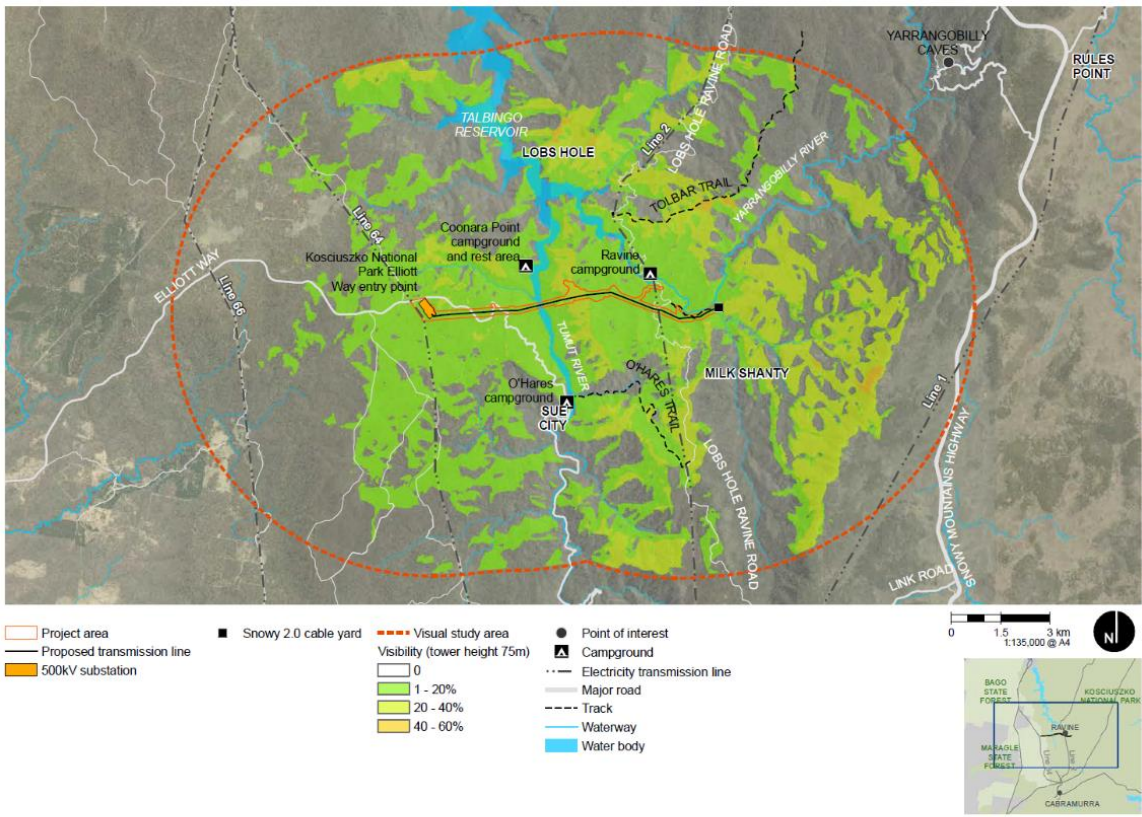 YARRANGOBILLY
CAVES
RULES
POINT
LOBS HOLE RAVINE ROAD
TALBINGO
RESERVOIR
LOBS HOLE
Line 2
TOLBAR TRAIL
YARRANGOBILLY RIVER
Line 64
Coonara Point
campground
and rest area
Kosciuszko National
Park Elliott
Way entry point
Ravine
campground
ELLIOTT WAY
Line 66
TUMUT RIVER
MILK SHANTY
O'Hares
campground
O'HARES TRAIL
SUE
CITY
Line 1
LOBS HOLE RAVINE ROAD
SNOWY MOUNTAINS HIGHWAY
LINK ROAD
Project area
Proposed transmission line
500kV substation
Snowy 2.0 cable yard
Visual study area
Visibility (tower height 75m)
0
1 - 20%
20 - 40%
40 - 60%
Point of interest
Campground
Electricity transmission line
Major road
Track
Waterway
Water body
0 1.5 3 km
1:135,000 @ A4
N
BAGO
STATE
FOREST
KOSCIUSZKO
NATIONAL PARK
RAVINE
MARAGLE
STATE
FOREST
CABRAMURRA